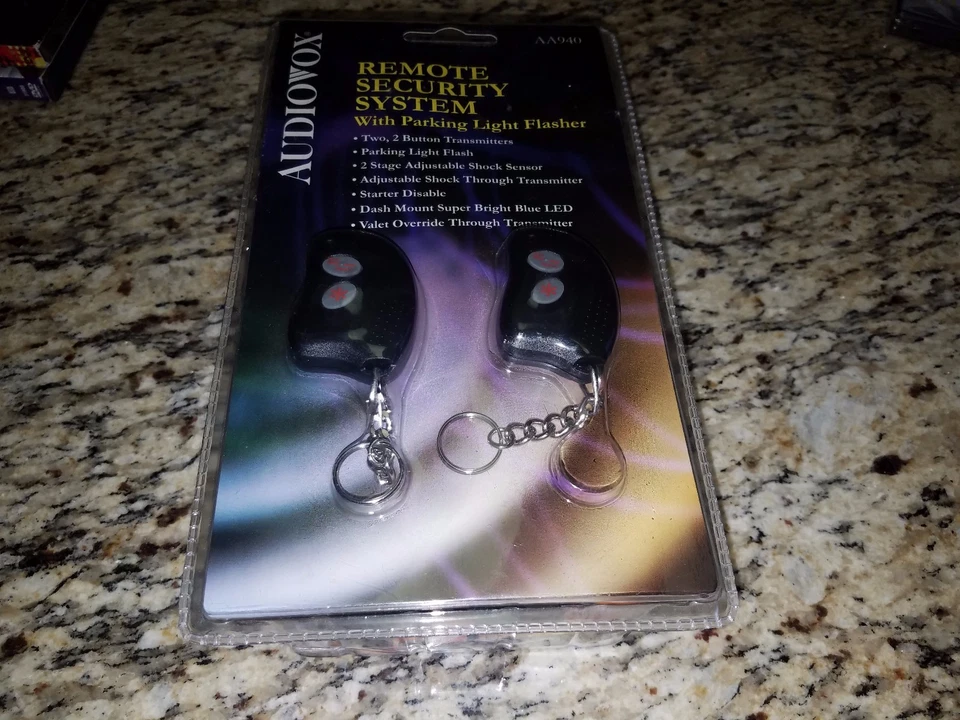 AUDIOVOX
AA940
REMOTE
SECURITY
SYSTEM
With Parking Light Flasher
• Two, 2 Button Transmitters
• Parking Light Flash
• 2 Stage Adjustable Shock Sensor
• Adjustable Shock Through Transmitter
• Starter Disable
• Dash Mount Super Bright Blue LED
• Valet Override Through Transmitter